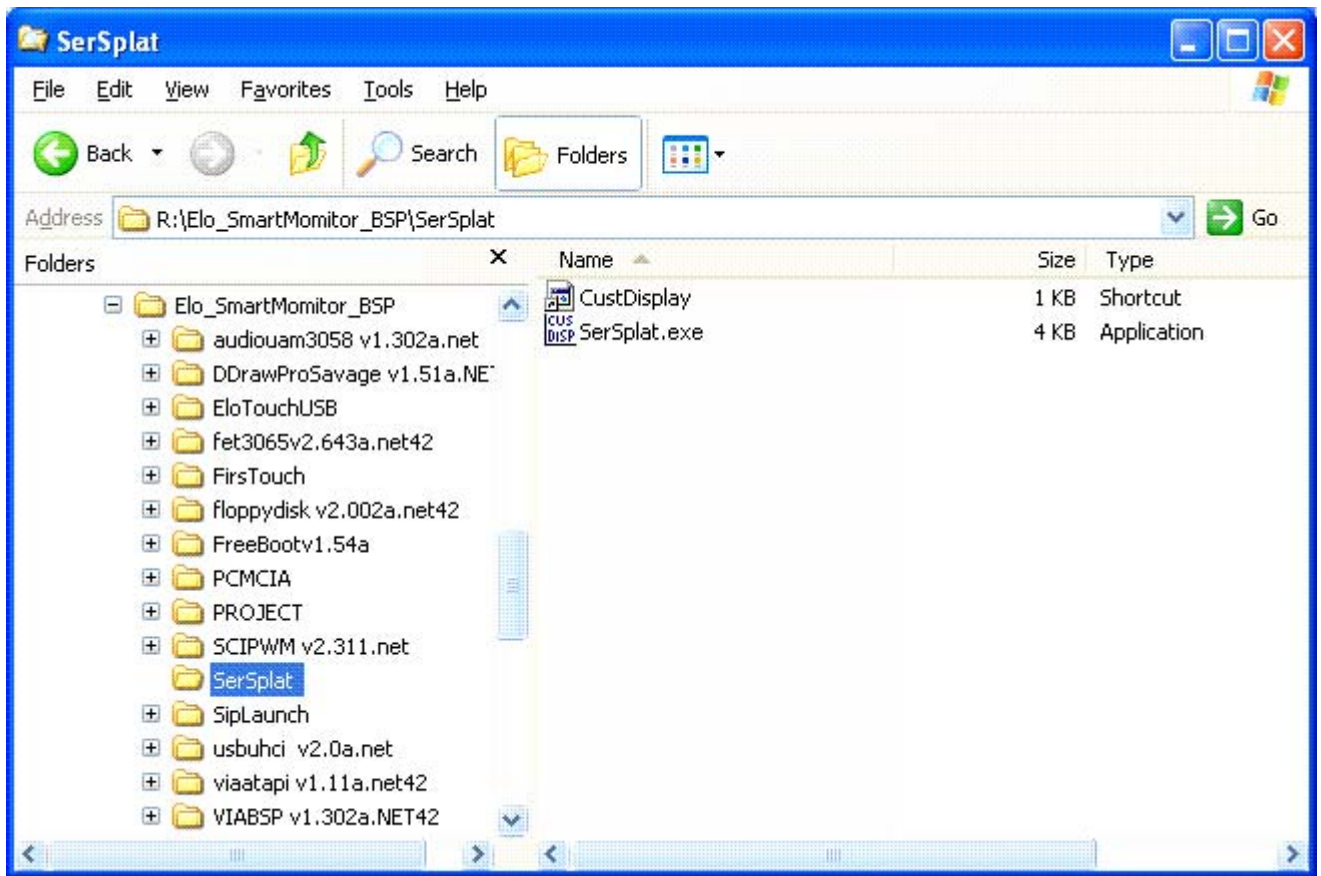 SerSplat
File Edit View Favorites Tools Help
Back Search Folders
Address R:\Elo_SmartMomitor_BSP\SerSplat Go
Folders
Elo_SmartMomitor_BSP
audiouam3058 v1.302a.net
DDrawProSavage v1.51a.NET
EloTouchUSB
fet3065v2.643a.net42
FirsTouch
floppydisk v2.002a.net42
FreeBootv1.54a
PCMCIA
PROJECT
SCIPWM v2.311.net
SerSplat
SipLaunch
usbuhci v2.0a.net
viaatapi v1.11a.net42
VIABSP v1.302a.NET42
Name Size Type
CustDisplay 1 KB Shortcut
CUS
DISP SerSplat.exe 4 KB Application